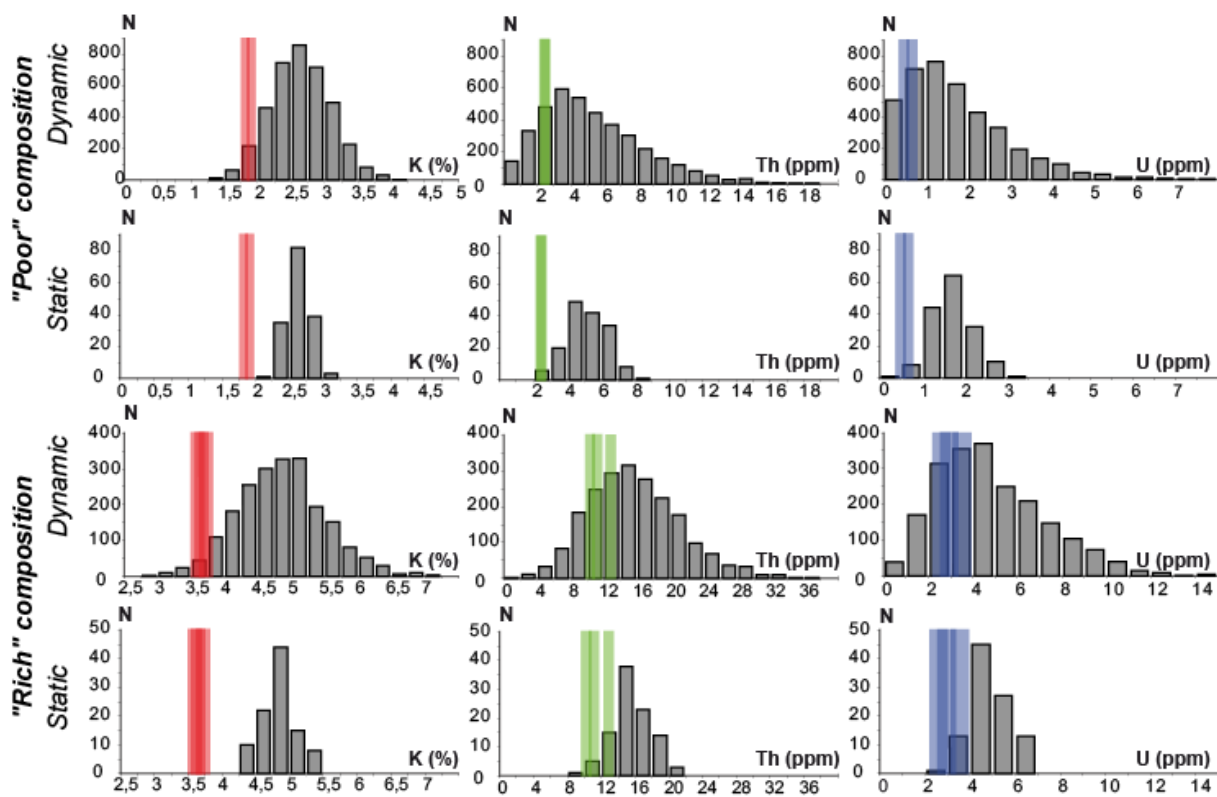 "Poor" composition
Dynamic
N
800
600
400
200
0
K (%)
0 0,5 1 1,5 2 2,5 3 3,5 4 4,5 5
N
800
600
400
200
0
Th (ppm)
2 4 6 8 10 12 14 16 18
N
800
600
400
200
0
U (ppm)
0 1 2 3 4 5 6 7
Static
N
80
60
40
20
0
K (%)
0 0,5 1 1,5 2 2,5 3 3,5 4 4,5
N
80
60
40
20
0
Th (ppm)
2 4 6 8 10 12 14 16 18
N
80
60
40
20
0
U (ppm)
0 1 2 3 4 5 6 7
"Rich" composition
Dynamic
N
400
300
200
100
0
K (%)
2,5 3 3,5 4 4,5 5 5,5 6 6,5 7
N
400
300
200
100
0
Th (ppm)
0 4 8 12 16 20 24 28 32 36
N
400
300
200
100
0
U (ppm)
0 2 4 6 8 10 12 14
Static
N
50
40
30
20
10
0
K (%)
2,5 3 3,5 4 4,5 5 5,5 6 6,5 7
N
50
40
30
20
10
0
Th (ppm)
0 4 8 12 16 20 24 28 32 36
N
50
40
30
20
10
0
U (ppm)
0 2 4 6 8 10 12 14